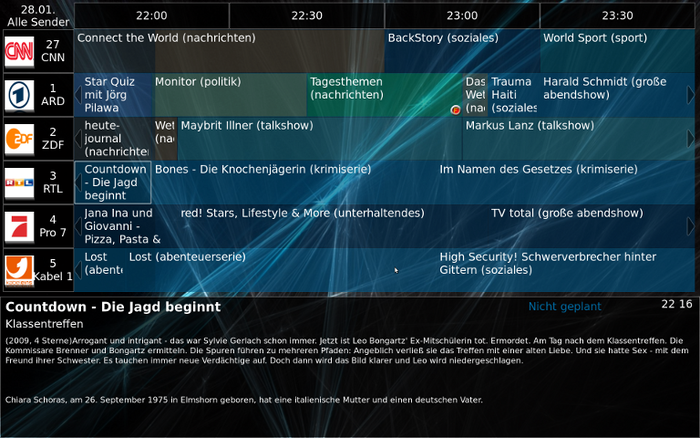 28.01.
Alle Sender
22:00
22:30
23:00
23:30
CNN
27
CNN
Connect the World (nachrichten)
BackStory (soziales)
World Sport (sport)
1
ARD
Star Quiz
mit Jörg
Pilawa
Monitor (politik)
Tagesthemen
(nachrichten)
Das
Wet
(na
Trauma
Haiti
(soziales
Harald Schmidt (große
abendshow)
ZDF
2
ZDF
heute-
journal
(nachrichte
Wet
(na
Maybrit Illner (talkshow)
Markus Lanz (talkshow)
RTL
3
RTL
Countdown
- Die Jagd
beginnt
Bones - Die Knochenjägerin (krimiserie)
Im Namen des Gesetzes (krimiserie)
4
Pro 7
Jana Ina und
Giovanni -
Pizza, Pasta &
red! Stars, Lifestyle & More (unterhaltendes)
TV total (große abendshow)
5
Kabel 1
Lost
(abente
Lost (abenteuerserie)
High Security! Schwerverbrecher hinter
Gittern (soziales)
Countdown - Die Jagd beginnt
Nicht geplant
22 16
Klassentreffen
(2009, 4 Sterne)Arrogant und intrigant - das war Sylvie Gerlach schon immer. Jetzt ist Leo Bongartz' Ex-Mitschülerin tot. Ermordet. Am Tag nach dem Klassentreffen. Die
Kommissare Brenner und Bongartz ermitteln. Die Spuren führen zu mehreren Pfaden: Angeblich verließ sie das Treffen mit einer alten Liebe. Und sie hatte Sex - mit dem
Freund ihrer Schwester. Es tauchen immer neue Verdächtige auf. Doch dann wird das Bild klarer und Leo wird niedergeschlagen.
Chiara Schoras, am 26. September 1975 in Elmshorn geboren, hat eine italienische Mutter und einen deutschen Vater.